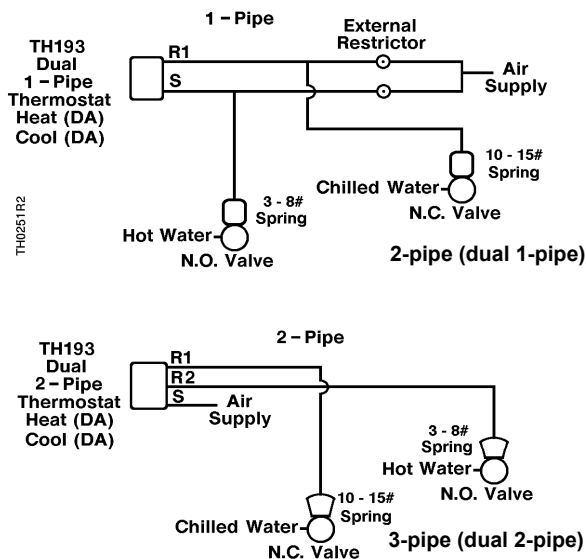 1 – Pipe
TH193
Dual
1 – Pipe
Thermostat
Heat (DA)
Cool (DA)
R1
S
External
Restrictor
Air
Supply
10 - 15#
Spring
Chilled Water
N.C. Valve
3 - 8#
Spring
Hot Water
N.O. Valve
TH0251R2
2-pipe (dual 1-pipe)
2 – Pipe
TH193
Dual
2 – Pipe
Thermostat
Heat (DA)
Cool (DA)
R1
R2
S
Air
Supply
3 - 8#
Spring
Hot Water
N.O. Valve
10 - 15#
Spring
Chilled Water
N.C. Valve
3-pipe (dual 2-pipe)